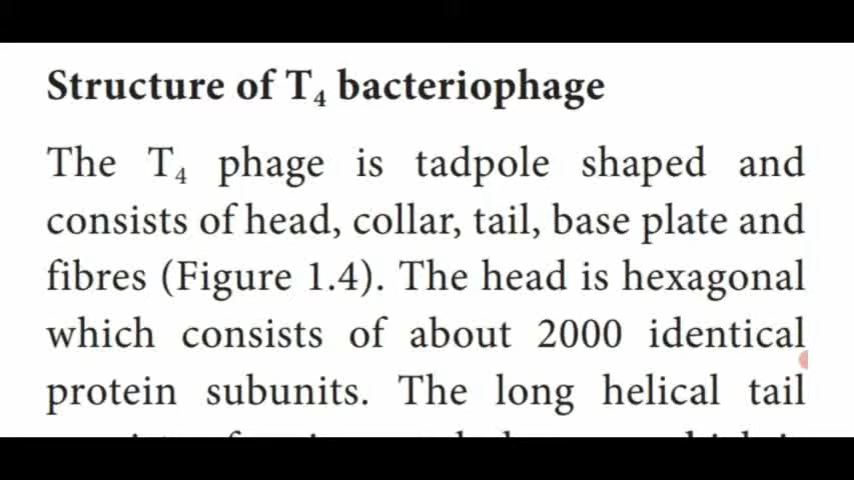 Structure of T₄ bacteriophage
The T₄ phage is tadpole shaped and
consists of head, collar, tail, base plate and
fibres (Figure 1.4). The head is hexagonal
which consists of about 2000 identical
protein subunits. The long helical tail